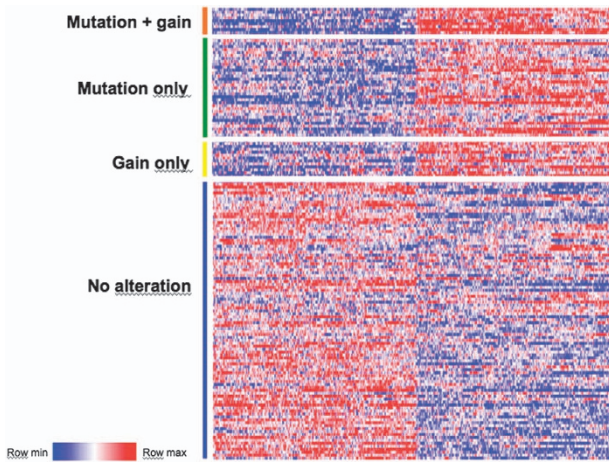 Mutation + gain
Mutation only
Gain only
No alteration
Row min
Row max